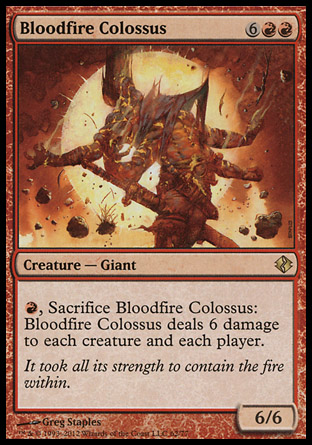 Bloodfire Colossus 6
Creature — Giant
, Sacrifice Bloodfire Colossus:
Bloodfire Colossus deals 6 damage
to each creature and each player.
It took all its strength to contain the fire
within.
Greg Staples
6/6